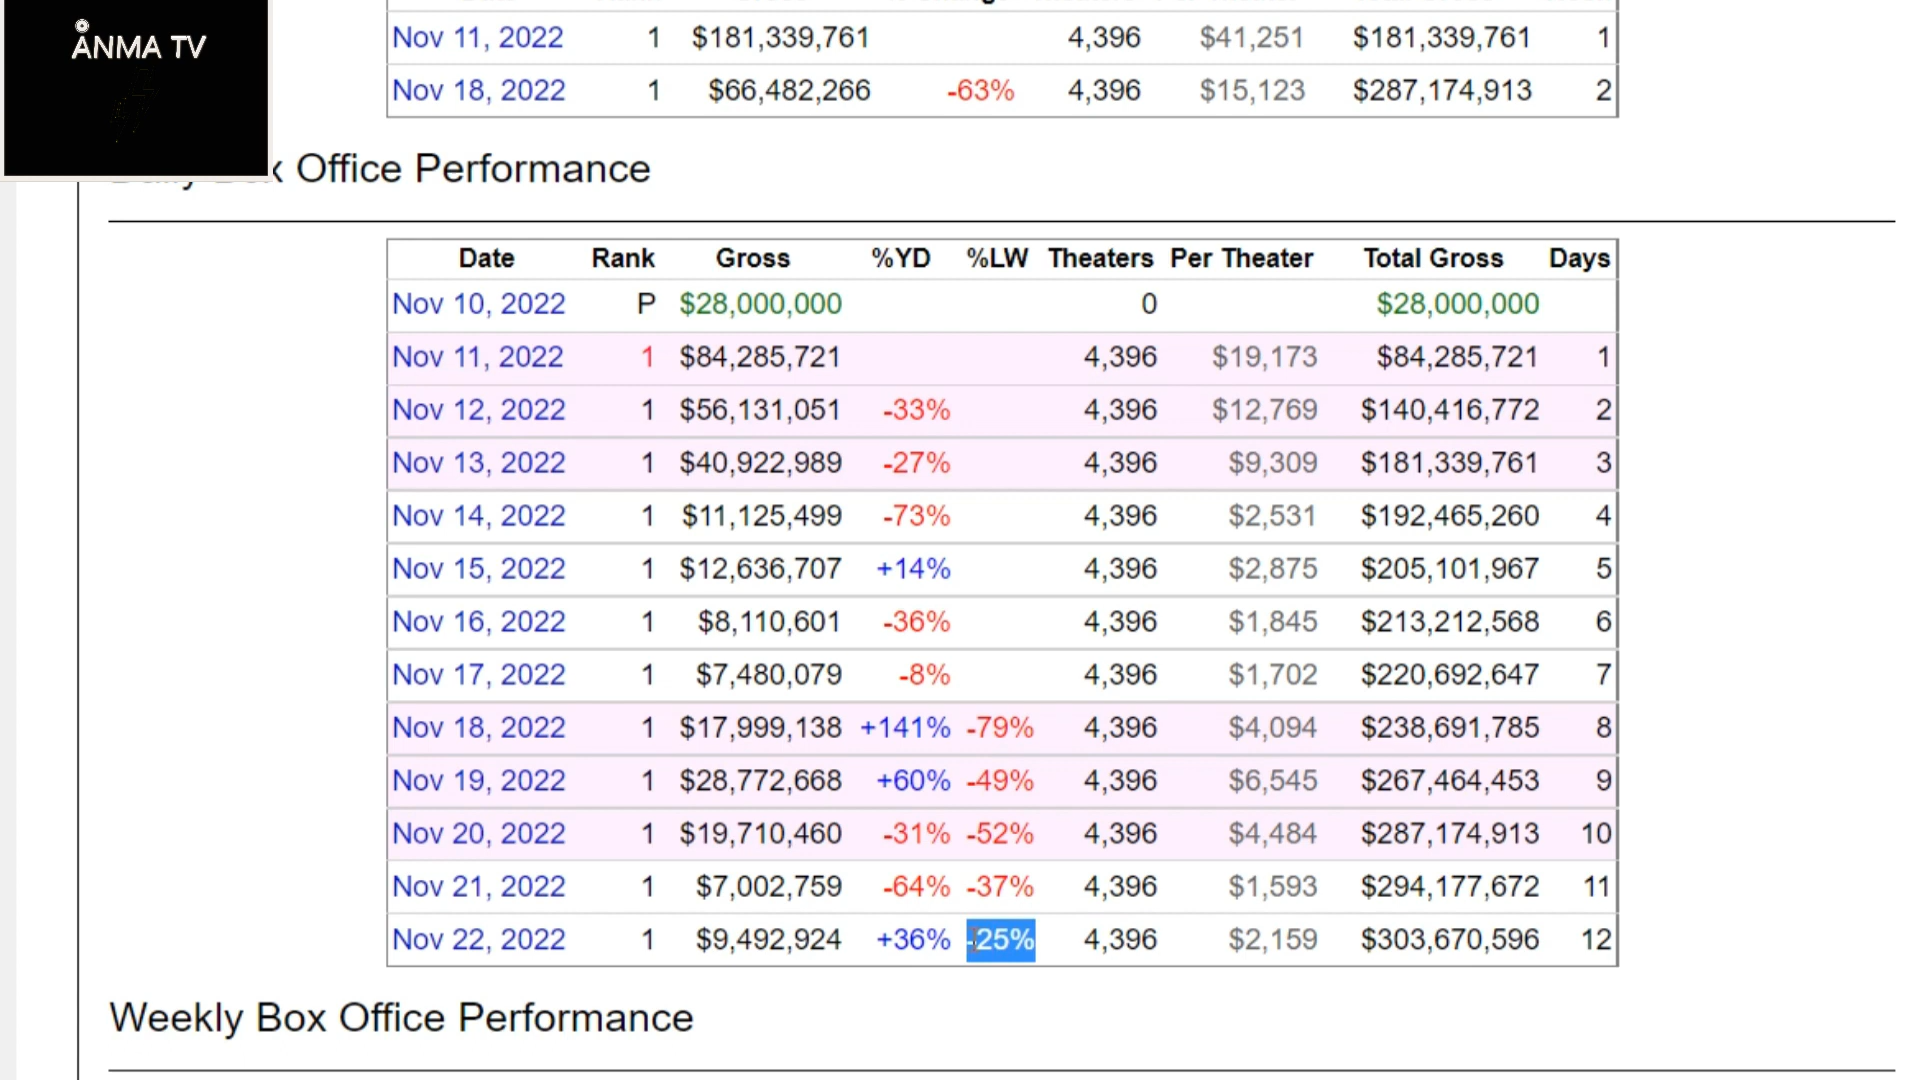 ÅNMA TV
Nov 11, 2022 1 $181,339,761 4,396 $41,251 $181,339,761 1
Nov 18, 2022 1 $66,482,266 -63% 4,396 $15,123 $287,174,913 2
Office Performance
Date Rank Gross %YD %LW Theaters Per Theater Total Gross Days
Nov 10, 2022 P $28,000,000 0 $28,000,000
Nov 11, 2022 1 $84,285,721 4,396 $19,173 $84,285,721 1
Nov 12, 2022 1 $56,131,051 -33% 4,396 $12,769 $140,416,772 2
Nov 13, 2022 1 $40,922,989 -27% 4,396 $9,309 $181,339,761 3
Nov 14, 2022 1 $11,125,499 -73% 4,396 $2,531 $192,465,260 4
Nov 15, 2022 1 $12,636,707 +14% 4,396 $2,875 $205,101,967 5
Nov 16, 2022 1 $8,110,601 -36% 4,396 $1,845 $213,212,568 6
Nov 17, 2022 1 $7,480,079 -8% 4,396 $1,702 $220,692,647 7
Nov 18, 2022 1 $17,999,138 +141% -79% 4,396 $4,094 $238,691,785 8
Nov 19, 2022 1 $28,772,668 +60% -49% 4,396 $6,545 $267,464,453 9
Nov 20, 2022 1 $19,710,460 -31% -52% 4,396 $4,484 $287,174,913 10
Nov 21, 2022 1 $7,002,759 -64% -37% 4,396 $1,593 $294,177,672 11
Nov 22, 2022 1 $9,492,924 +36% -25% 4,396 $2,159 $303,670,596 12
Weekly Box Office Performance